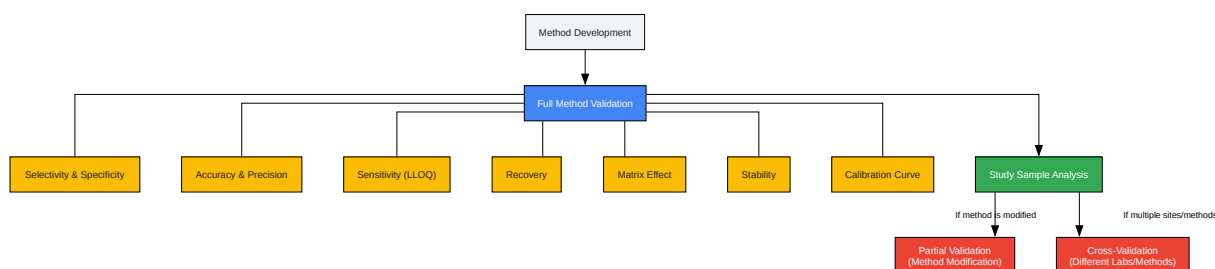 Method Development
Full Method Validation
Selectivity & Specificity
Accuracy & Precision
Sensitivity (LLOQ)
Recovery
Matrix Effect
Stability
Calibration Curve
Study Sample Analysis
If method is modified
If multiple sites/methods
Partial Validation
(Method Modification)
Cross-Validation
(Different Labs/Methods)